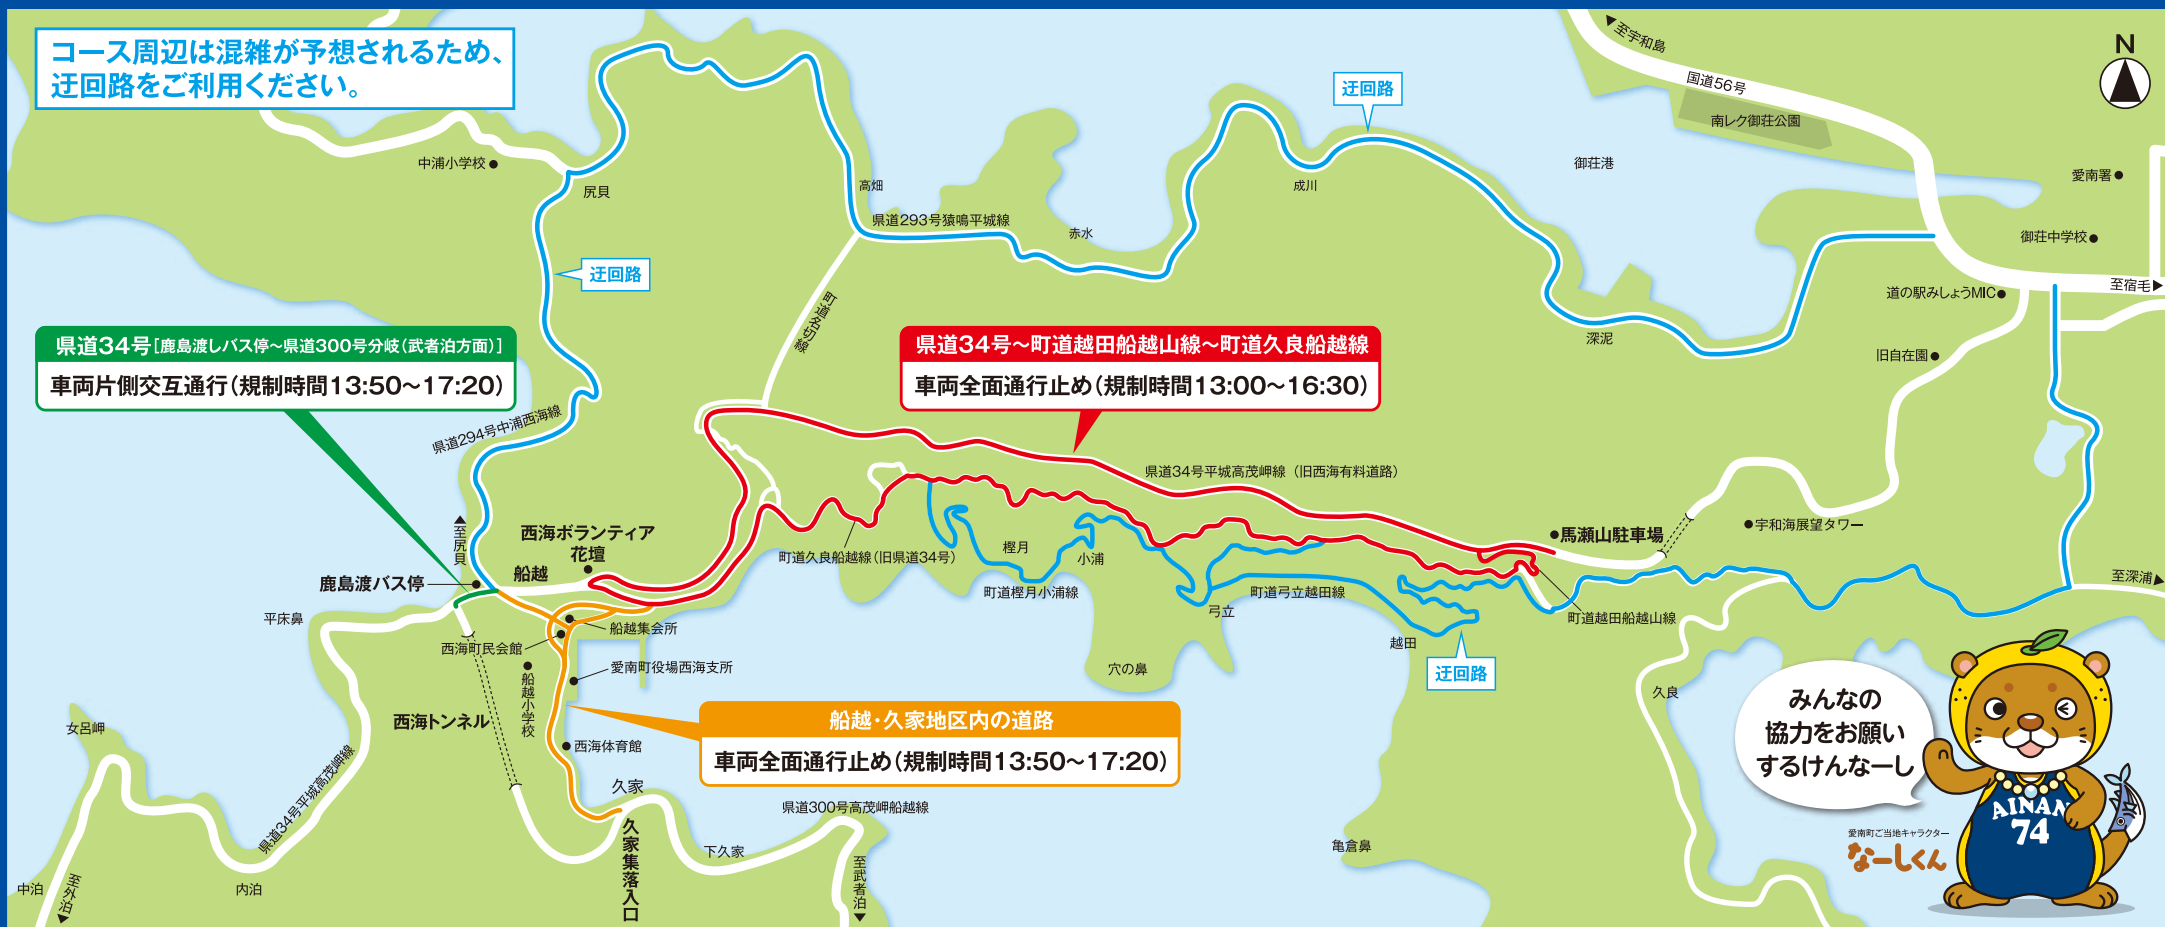 コース周辺は混雑が予想されるため、
迂回路をご利用ください。
至宇和島
国道56号
N
南レク御荘公園
迂回路
中浦小学校
尻貝
高畑
成川
御荘港
愛南署
県道293号猿鳴平城線
赤水
御荘中学校
迂回路
町道名切線
道の駅みしょうMIC
至宿毛
県道34号[鹿島渡しバス停～県道300号分岐(武者泊方面)]
車両片側交互通行(規制時間13:50～17:20)
県道34号～町道越田船越山線～町道久良船越線
車両全面通行止め(規制時間13:00～16:30)
深泥
旧自在園
県道294号中浦西海線
県道34号平城高茂岬線(旧西海有料道路)
至尻貝
西海ボランティア
花壇
船越
鹿島渡バス停
町道久良船越線(旧県道34号)
樫月
小浦
馬瀬山駐車場
宇和海展望タワー
町道樫月小浦線
町道弓立越田線
至深浦
平床鼻
船越集会所
弓立
町道越田船越山線
西海町民会館
越田
愛南町役場西海支所
穴の鼻
迂回路
船越小学校
久良
西海トンネル
女呂岬
船越・久家地区内の道路
車両全面通行止め(規制時間13:50～17:20)
西海体育館
県道34号平城高茂岬線
久家
県道300号高茂岬船越線
久家集落入口
下久家
亀倉鼻
至武者泊
中泊
至外泊
内泊
みんなの
協力をお願い
するけんなーし
AINAN
74
愛南町ご当地キャラクター
なーしくん